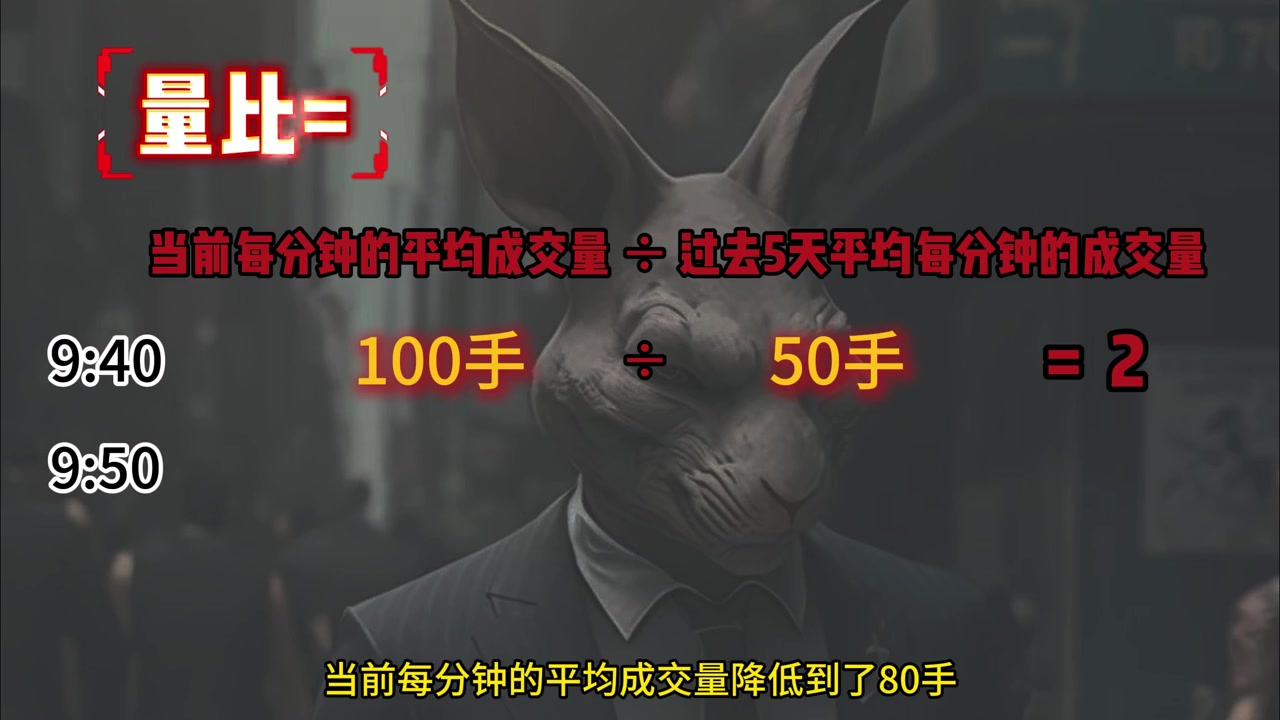 量比=
当前每分钟的平均成交量 ÷ 过去5天平均每分钟的成交量
9:40 100手 ÷ 50手 = 2
9:50
当前每分钟的平均成交量降低到了80手